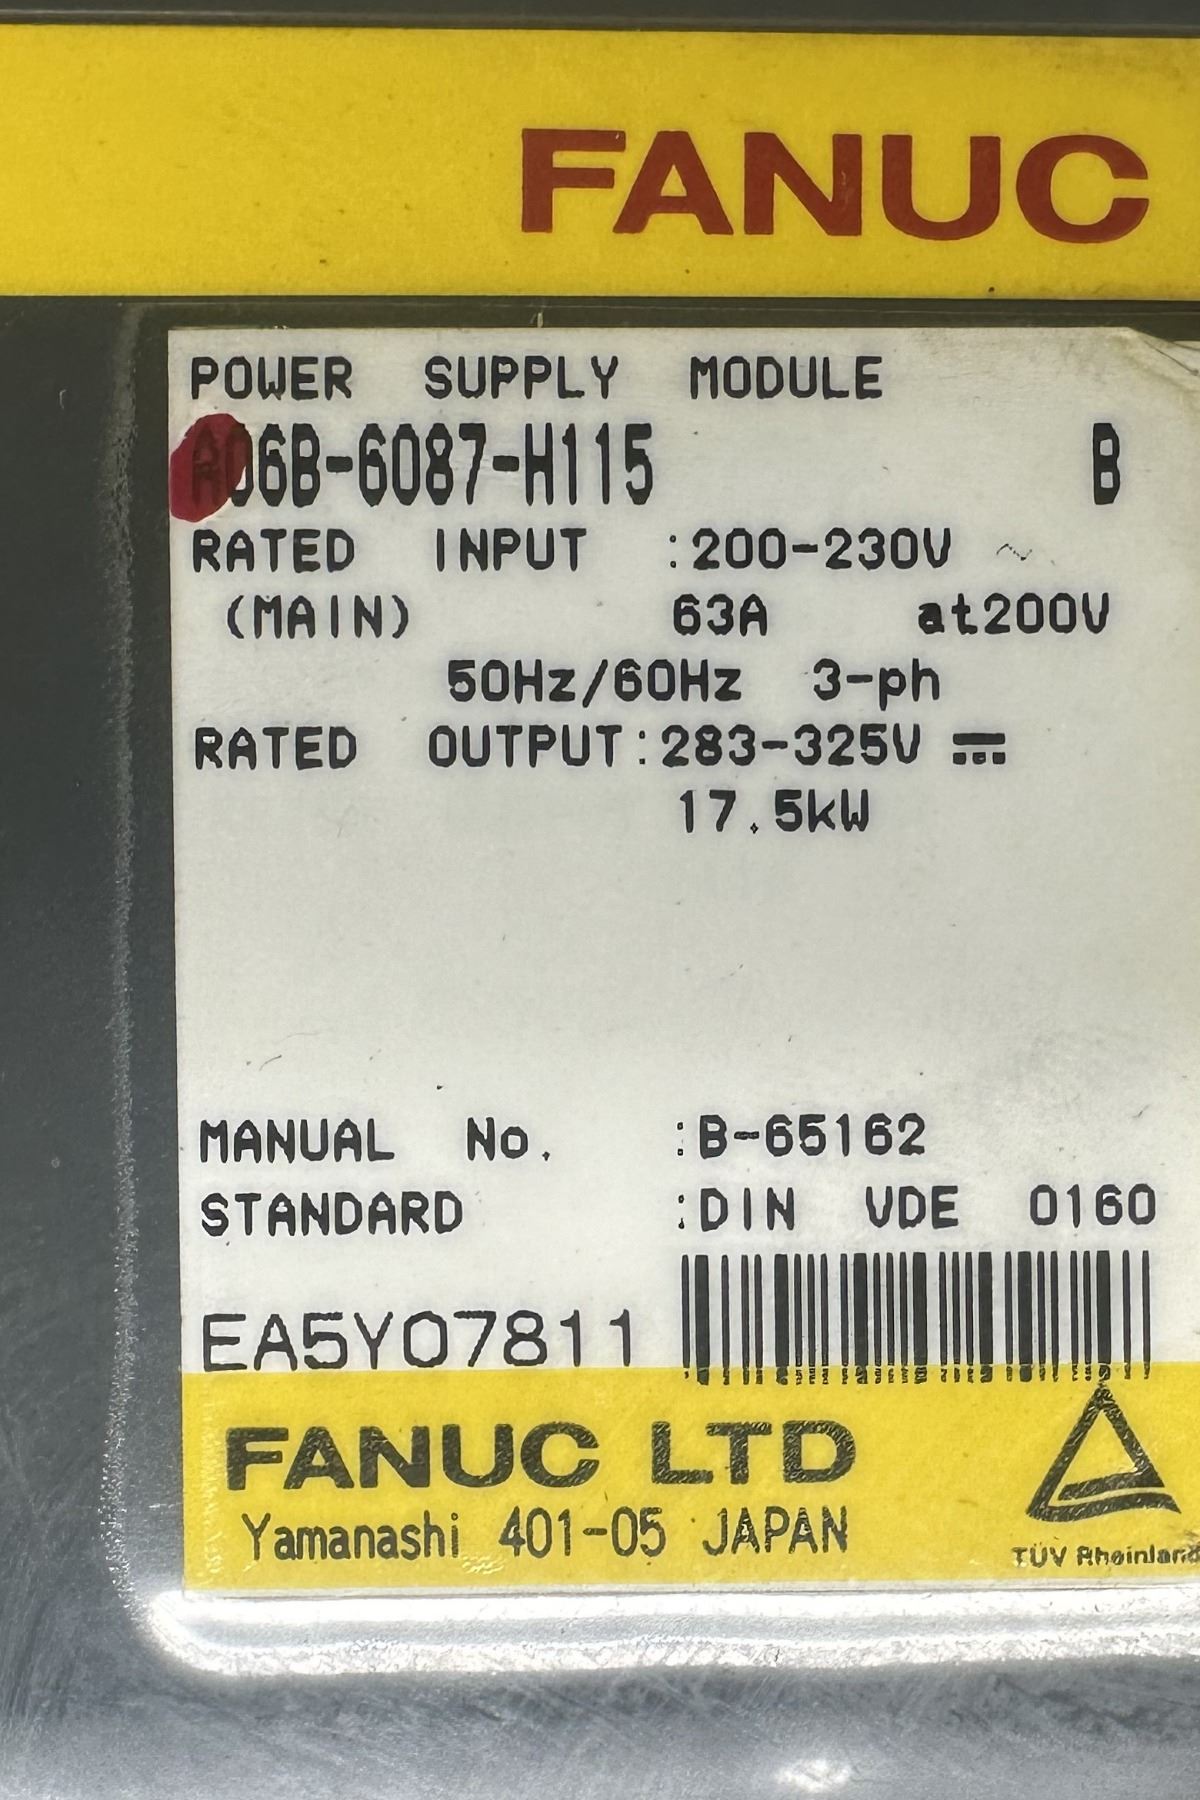 FANUC
POWER SUPPLY MODULE
A06B-6087-H115 B
RATED INPUT :200-230V ~
(MAIN) 63A at200V
50Hz/60Hz 3-ph
RATED OUTPUT:283-325V ⎓
17.5kW
MANUAL No. :B-65162
STANDARD :DIN VDE 0160
EA5Y07811
FANUC LTD
Yamanashi 401-05 JAPAN
TÜV Rheinland